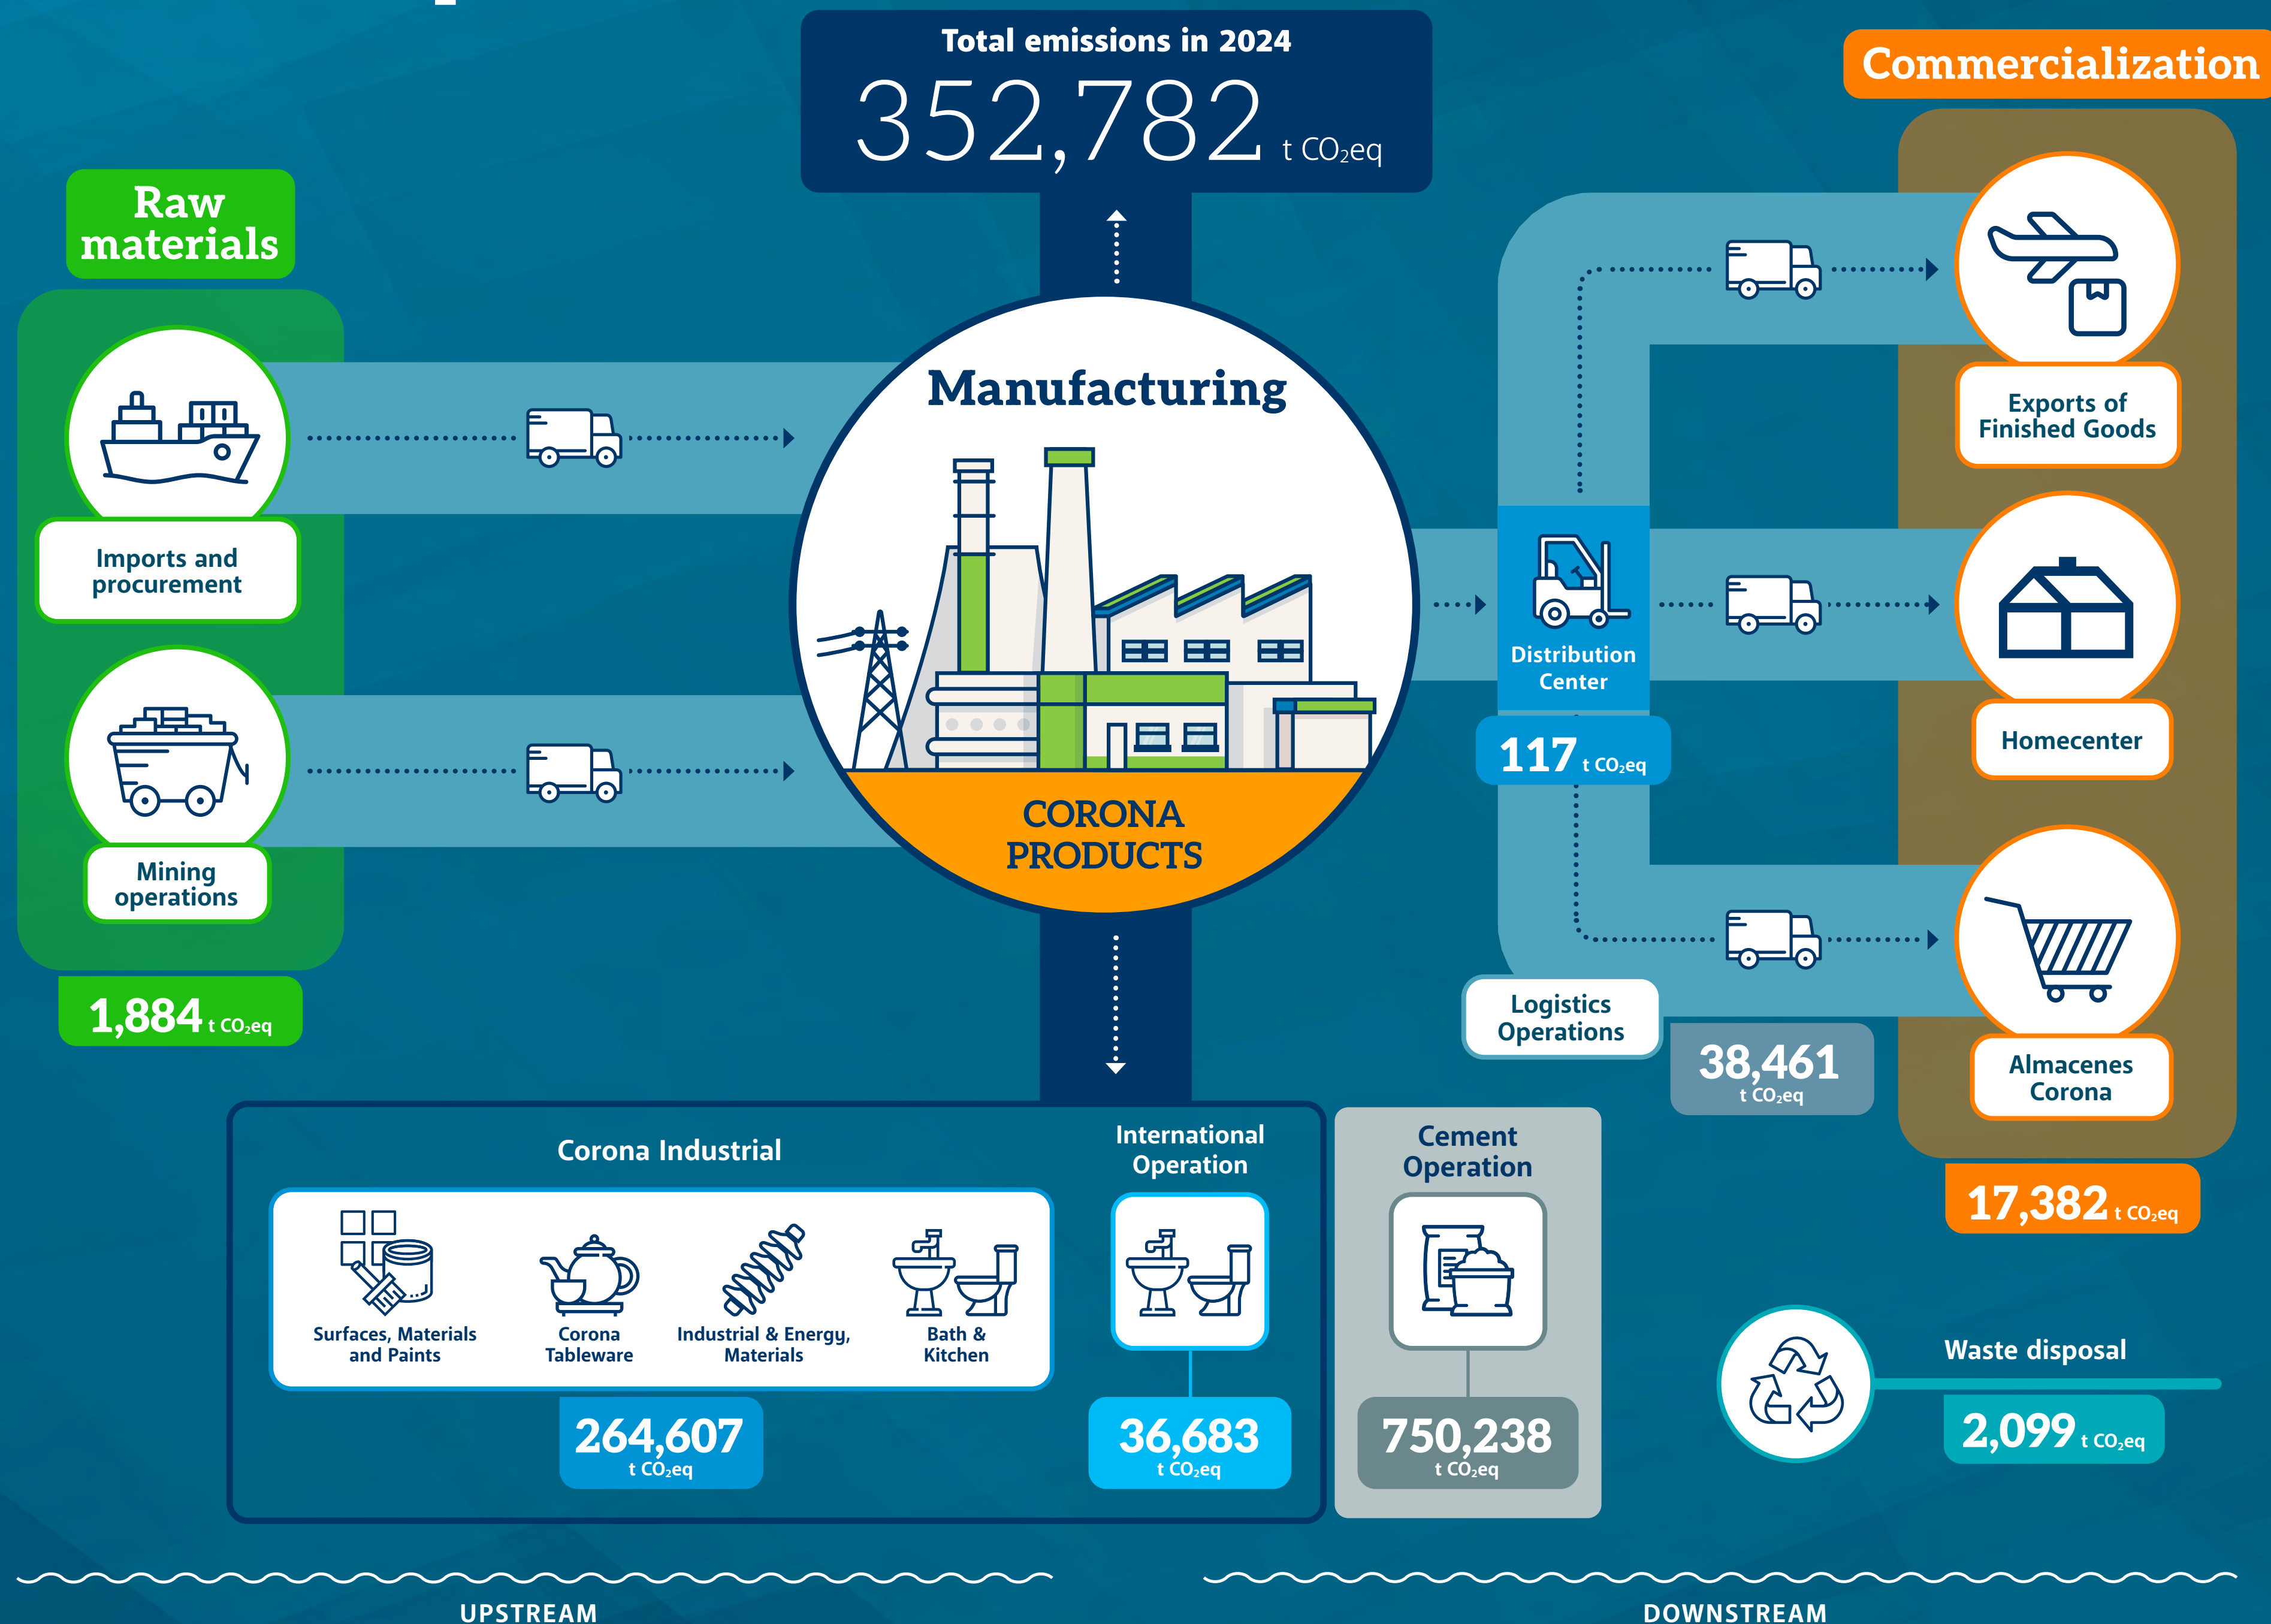 Total emissions in 2024
352,782 t CO₂eq
Commercialization
Raw
materials
Imports and
procurement
Mining
operations
1,884 t CO₂eq
Manufacturing
CORONA
PRODUCTS
Distribution
Center
117 t CO₂eq
Exports of
Finished Goods
Homecenter
Almacenes
Corona
Logistics
Operations
38,461
t CO₂eq
17,382 t CO₂eq
Corona Industrial
Surfaces, Materials
and Paints
Corona
Tableware
Industrial & Energy,
Materials
Bath &
Kitchen
264,607
t CO₂eq
International
Operation
36,683
t CO₂eq
Cement
Operation
750,238
t CO₂eq
Waste disposal
2,099 t CO₂eq
UPSTREAM
DOWNSTREAM